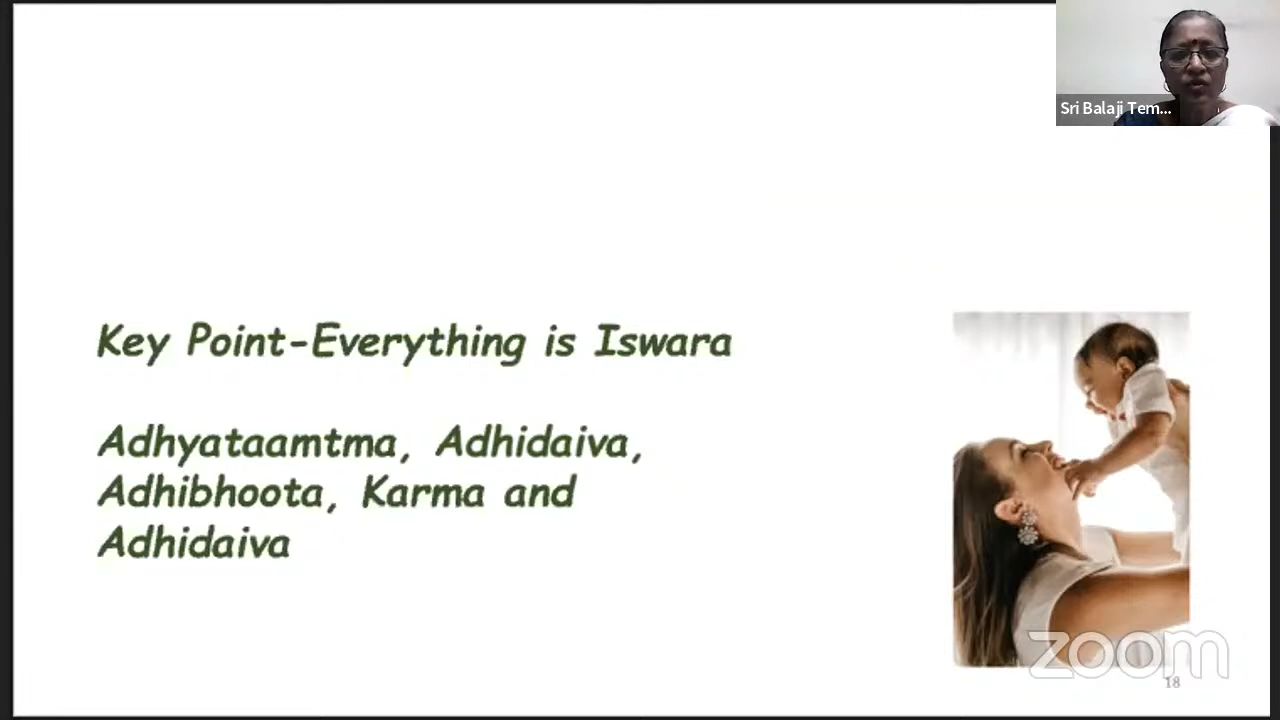 Sri Balaji Tem...
Key Point-Everything is Iswara
Adhyataamtma, Adhidaiva,
Adhibhoota, Karma and
Adhidaiva
zoom
18